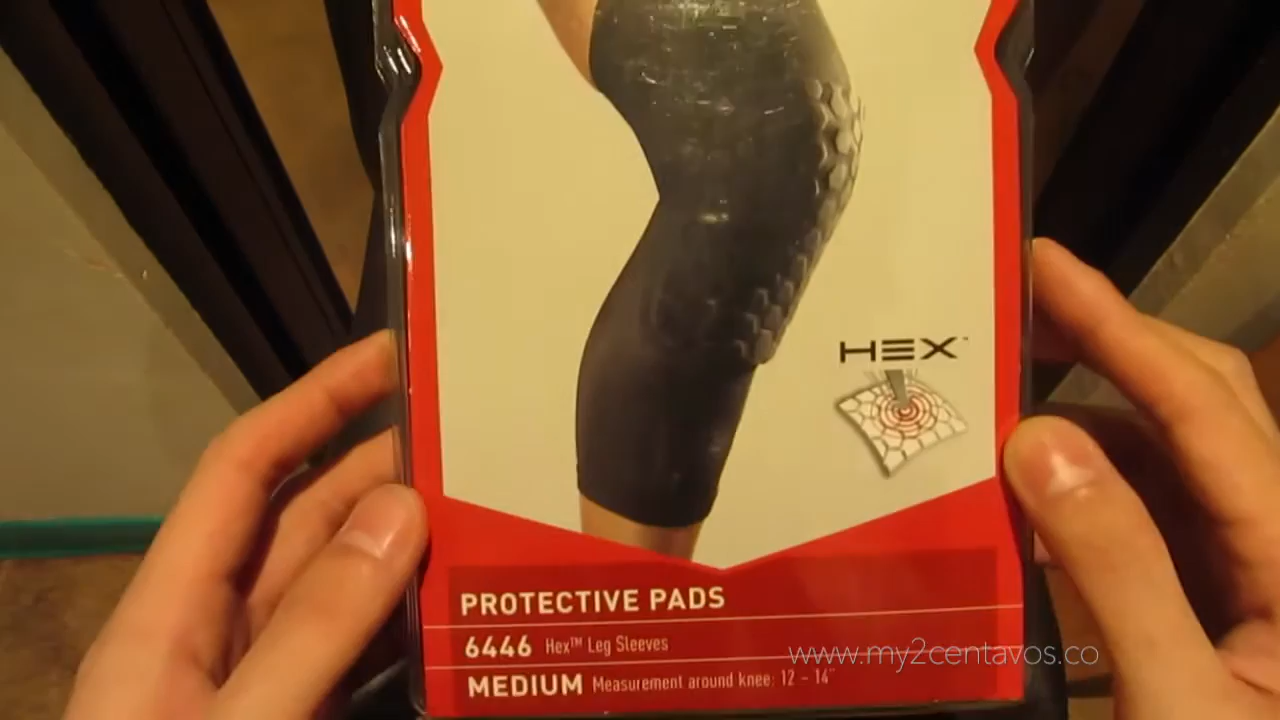 HEX™
PROTECTIVE PADS
6446 Hex™ Leg Sleeves
www.my2centavos.co
MEDIUM Measurement around knee: 12 - 14"